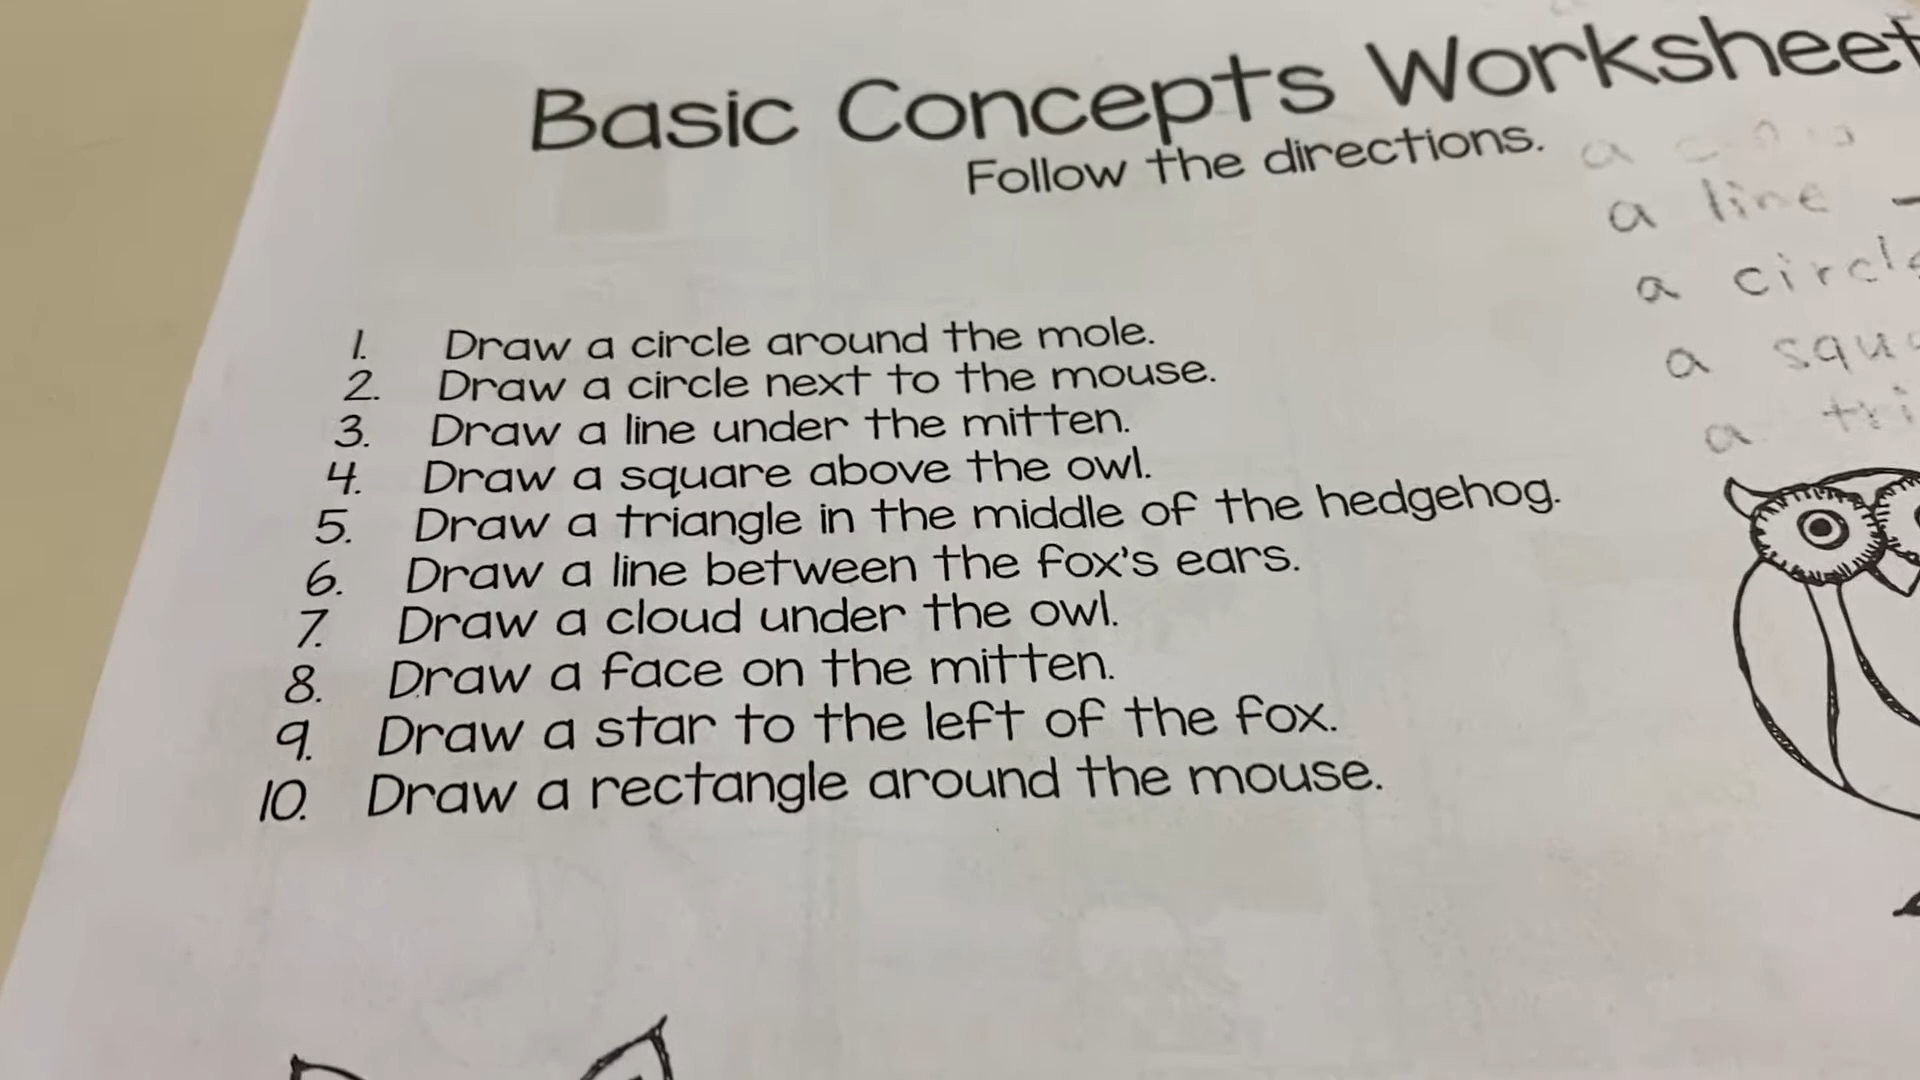 Basic Concepts Worksheet
Follow the directions.
a line
a
a
a
1. Draw a circle around the mole.
2. Draw a circle next to the mouse.
3. Draw a line under the mitten.
4. Draw a square above the owl.
5. Draw a triangle in the middle of the hedgehog.
6. Draw a line between the fox's ears.
7. Draw a cloud under the owl.
8. Draw a face on the mitten.
9. Draw a star to the left of the fox.
10. Draw a rectangle around the mouse.